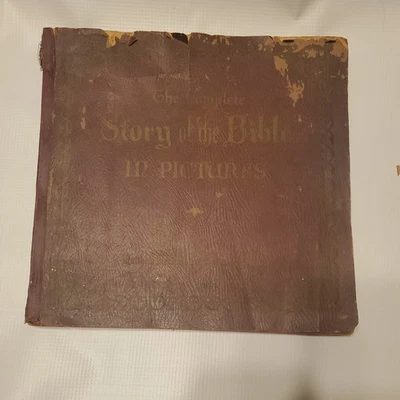 The Complete
Story of the Bible
IN PICTURES